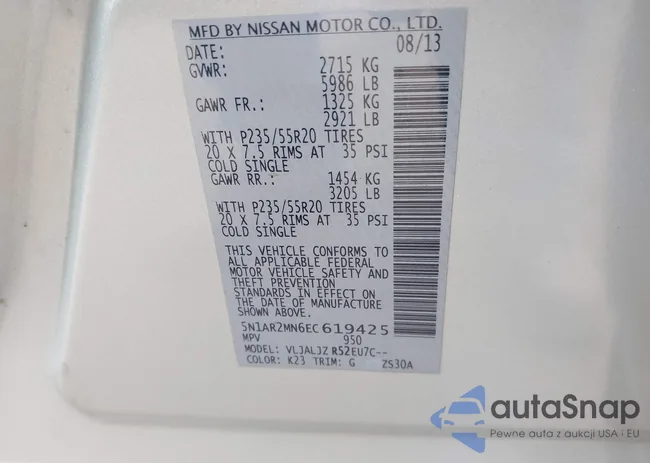 MFD BY NISSAN MOTOR CO., LTD.
DATE: 08/13
GVWR: 2715 KG
5986 LB
GAWR FR.: 1325 KG
2921 LB
WITH P235/55R20 TIRES
20 X 7.5 RIMS AT 35 PSI
COLD SINGLE
GAWR RR.: 1454 KG
3205 LB
WITH P235/55R20 TIRES
20 X 7.5 RIMS AT 35 PSI
COLD SINGLE
THIS VEHICLE CONFORMS TO
ALL APPLICABLE FEDERAL
MOTOR VEHICLE SAFETY AND
THEFT PREVENTION
STANDARDS IN EFFECT ON
THE DATE OF MANUFACTURE
SHOWN ABOVE.
5N1AR2MN6EC619425
MPV 950
MODEL: VLJALJZ R52EU7C--
COLOR: K23 TRIM: G ZS30A
autaSnap
Pewne auta z aukcji USA i EU